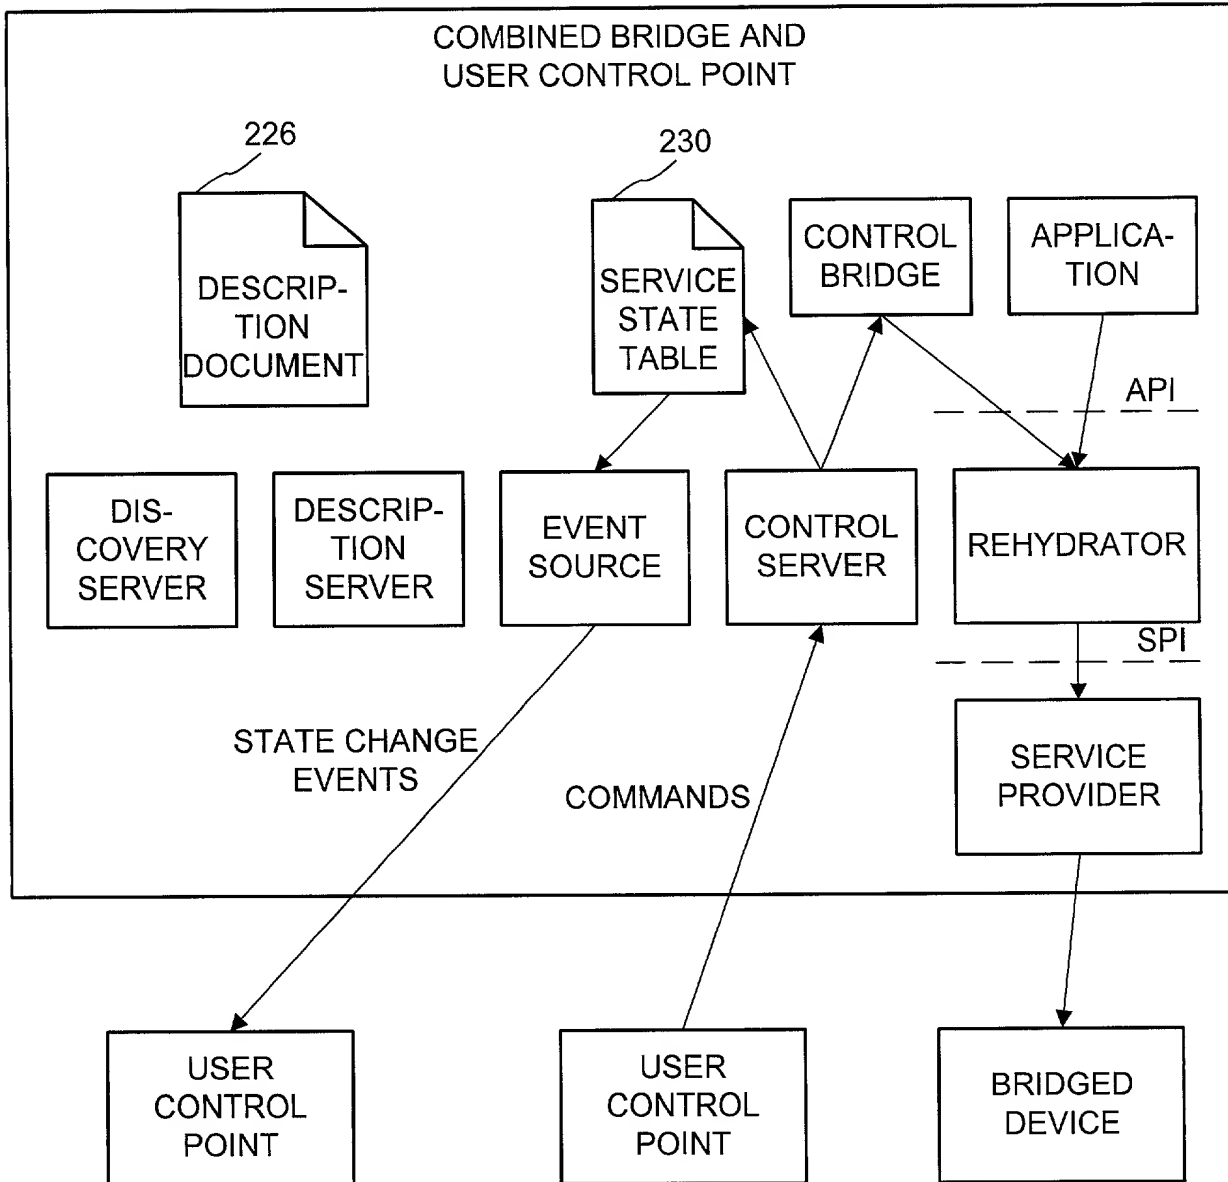 COMBINED BRIDGE AND
USER CONTROL POINT
226
230
DESCRIP-
TION
DOCUMENT
SERVICE
STATE
TABLE
CONTROL
BRIDGE
APPLICA-
TION
API
DIS-
COVERY
SERVER
DESCRIP-
TION
SERVER
EVENT
SOURCE
CONTROL
SERVER
REHYDRATOR
SPI
STATE CHANGE
EVENTS
COMMANDS
SERVICE
PROVIDER
USER
CONTROL
POINT
USER
CONTROL
POINT
BRIDGED
DEVICE